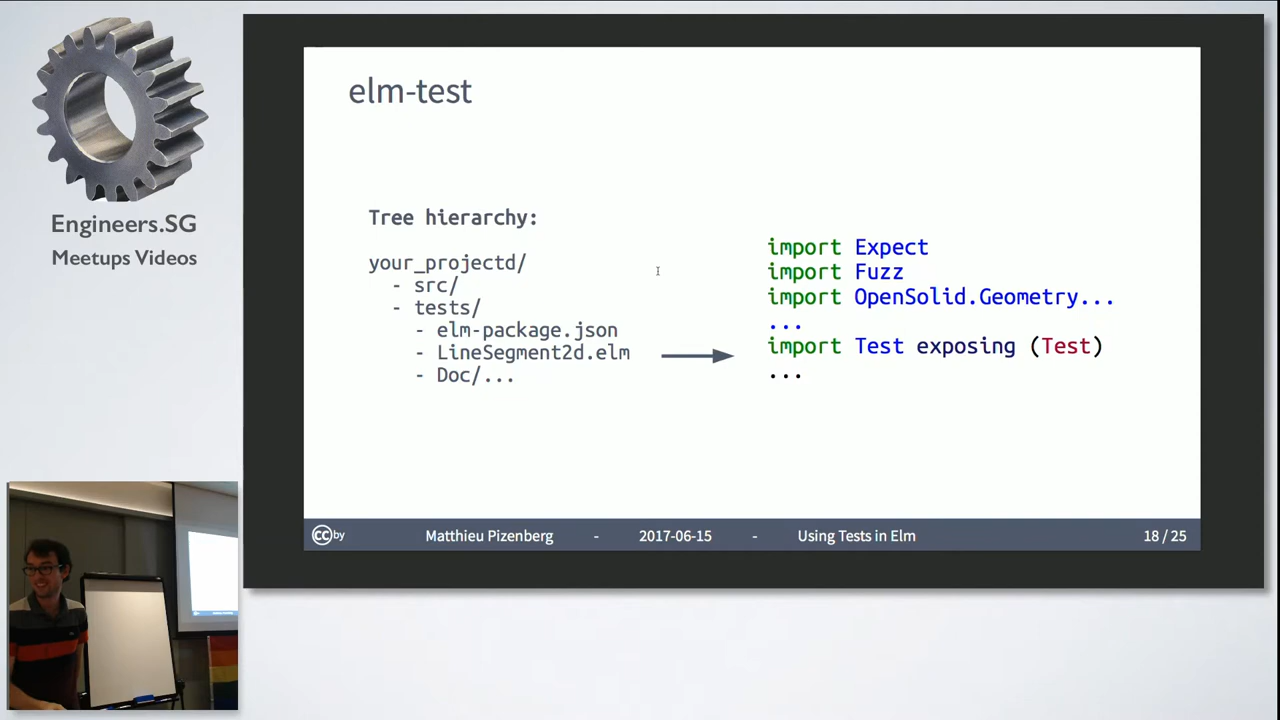 Engineers.SG
Meetups Videos
elm-test
Tree hierarchy:
your_projectd/
- src/
- tests/
- elm-package.json
- LineSegment2d.elm
- Doc/...
import Expect
import Fuzz
import OpenSolid.Geometry...
...
import Test exposing (Test)
...
cc by
Matthieu Pizenberg - 2017-06-15 - Using Tests in Elm 18 / 25